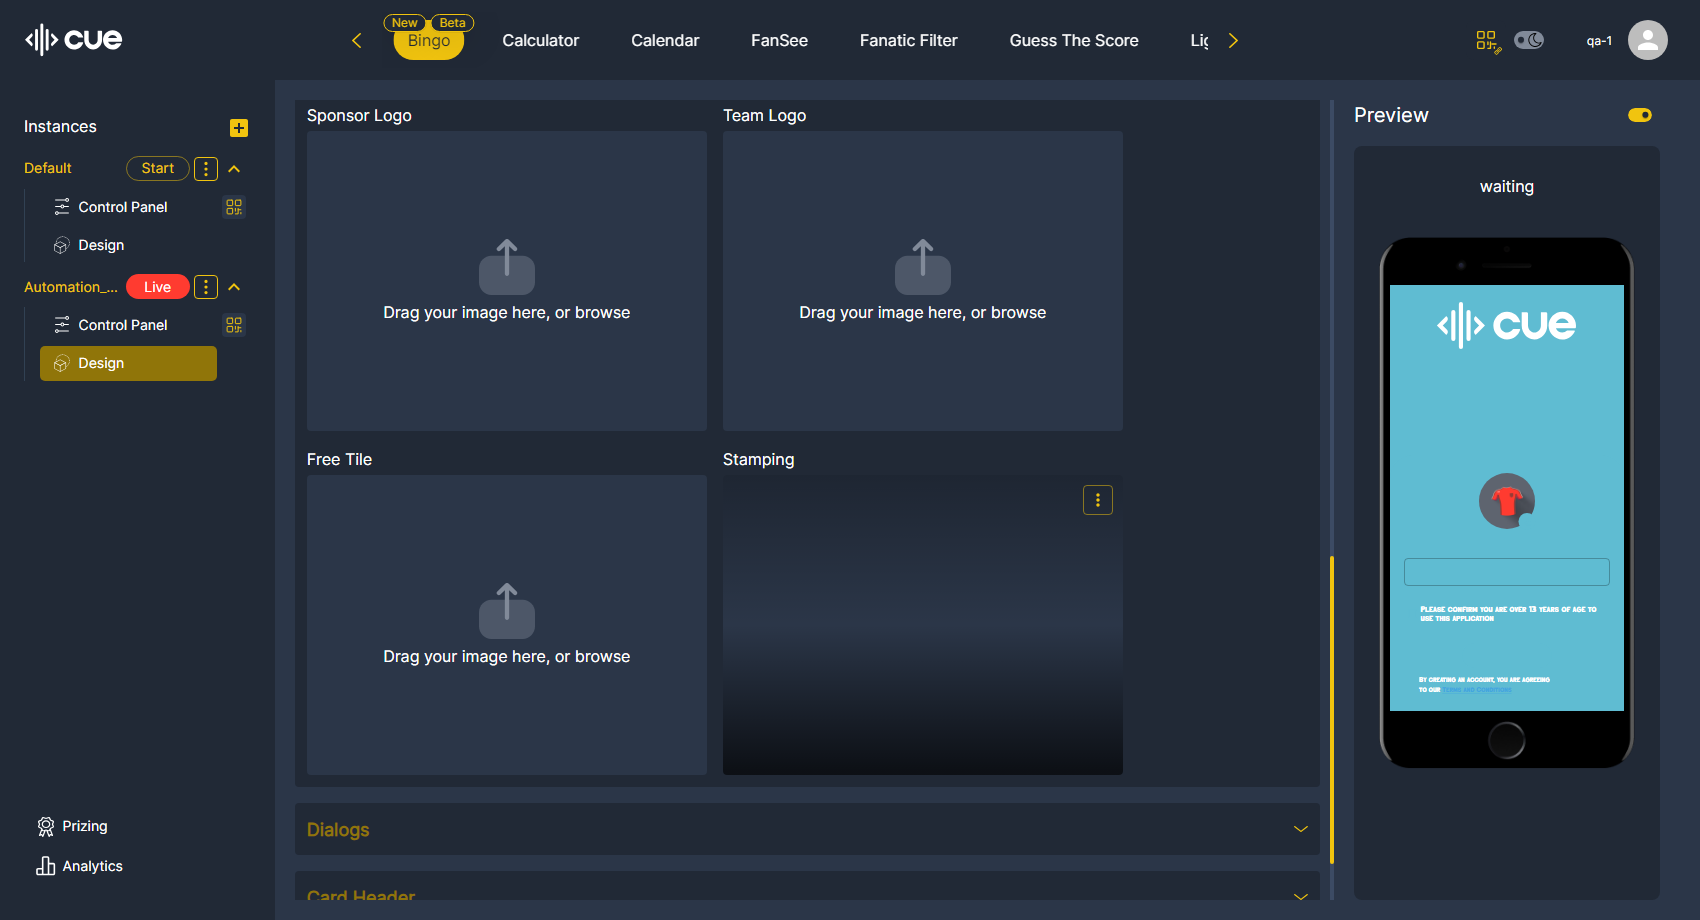 cue
New
Beta
Bingo
Calculator
Calendar
FanSee
Fanatic Filter
Guess The Score
Lig
qa-1
Instances
Default
Start
Control Panel
Design
Automation_...
Live
Control Panel
Design
Prizing
Analytics
Sponsor Logo
Team Logo
Drag your image here, or browse
Drag your image here, or browse
Free Tile
Stamping
Drag your image here, or browse
Dialogs
Card Header
Preview
waiting
cue
Please confirm you are over 13 years of age to
use this application
By creating an account, you are agreeing
to our Terms and Conditions